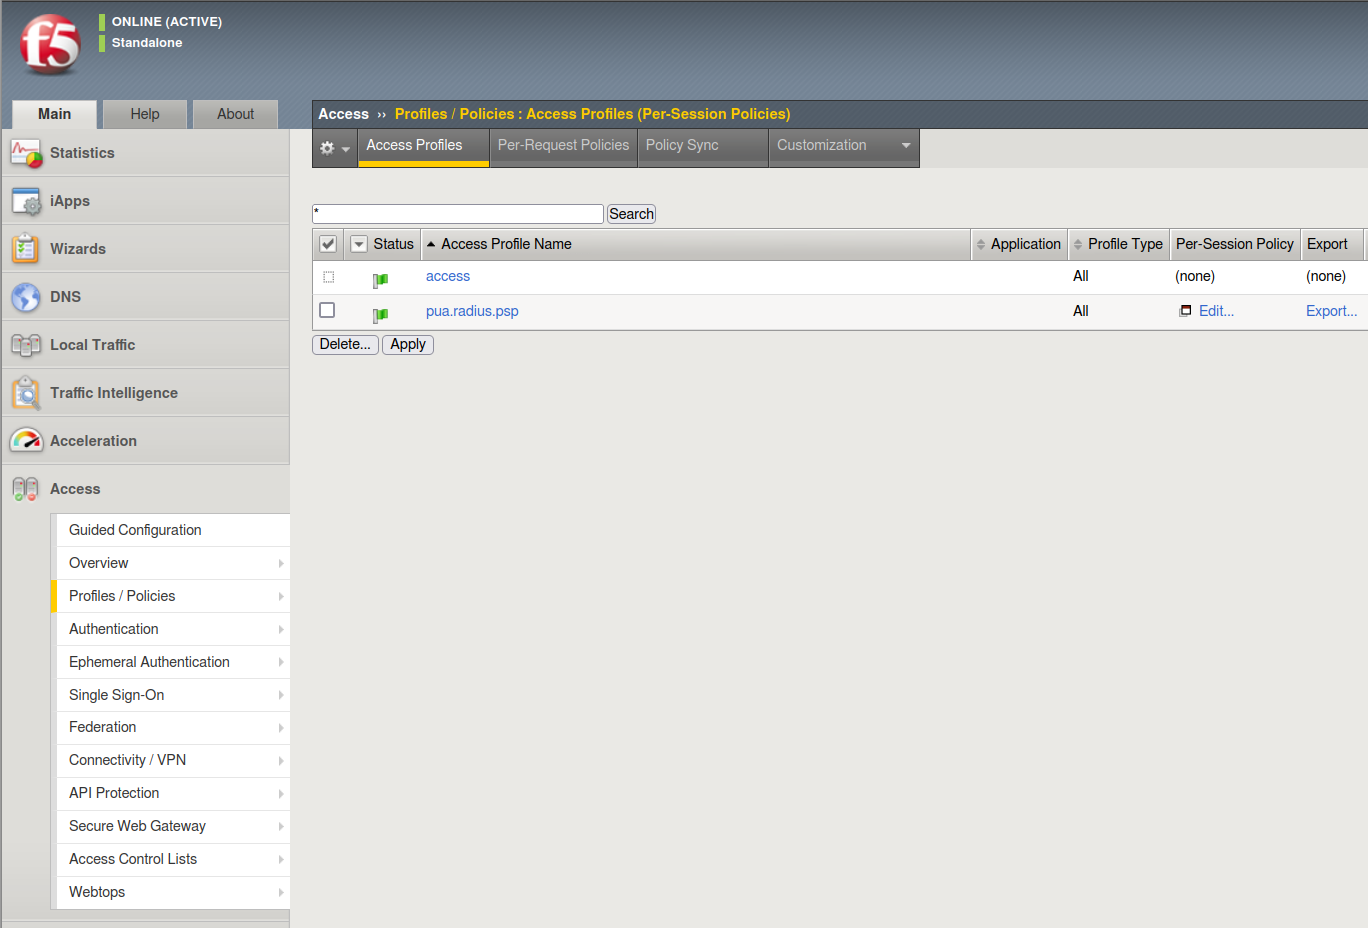 f5
ONLINE (ACTIVE)
Standalone
Main Help About
Access ›› Profiles / Policies : Access Profiles (Per-Session Policies)
Access Profiles Per-Request Policies Policy Sync Customization
Statistics
iApps
Wizards
DNS
Local Traffic
Traffic Intelligence
Acceleration
Access
Guided Configuration
Overview
Profiles / Policies
Authentication
Ephemeral Authentication
Single Sign-On
Federation
Connectivity / VPN
API Protection
Secure Web Gateway
Access Control Lists
Webtops
* Search
Status Access Profile Name Application Profile Type Per-Session Policy Export
access All (none) (none)
pua.radius.psp All Edit... Export...
Delete... Apply